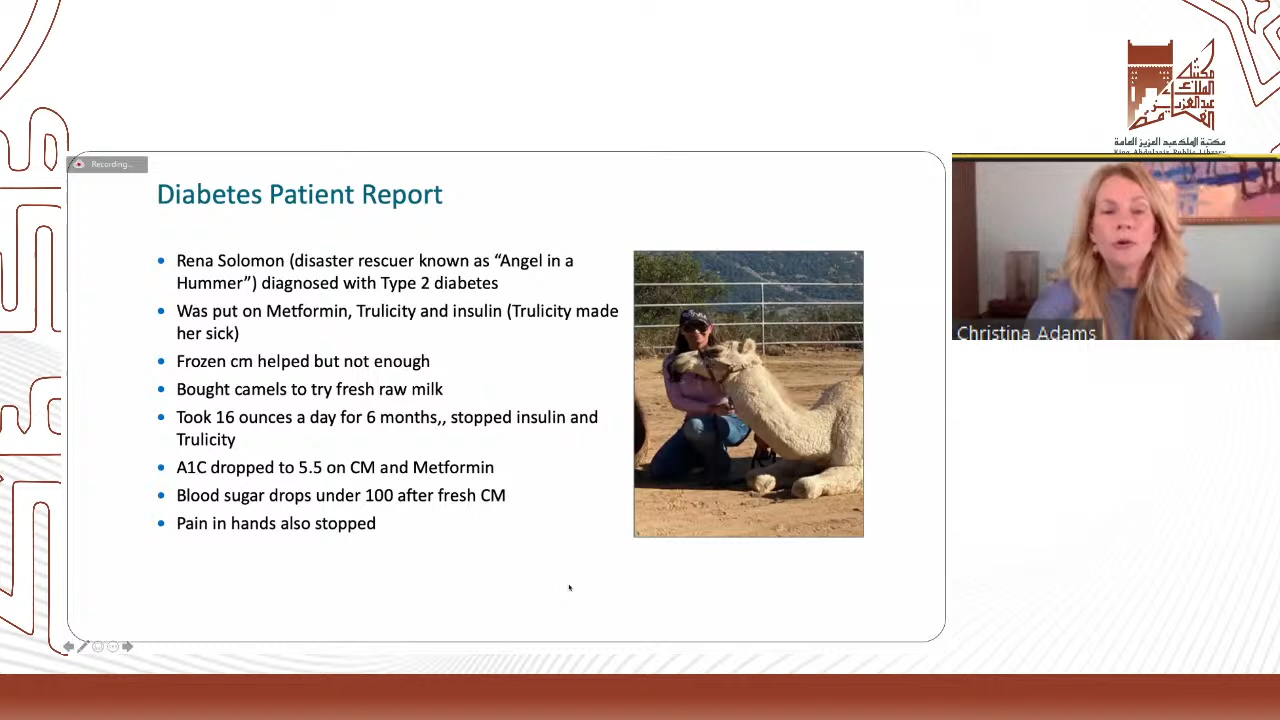 مكتبة
الملك
عبدالعزيز
العامة
مكتبة الملك عبد العزيز العامة
King Abdulaziz Public Library
Recording...
Diabetes Patient Report
• Rena Solomon (disaster rescuer known as “Angel in a
Hummer”) diagnosed with Type 2 diabetes
• Was put on Metformin, Trulicity and insulin (Trulicity made
her sick)
• Frozen cm helped but not enough
• Bought camels to try fresh raw milk
• Took 16 ounces a day for 6 months,, stopped insulin and
Trulicity
• A1C dropped to 5.5 on CM and Metformin
• Blood sugar drops under 100 after fresh CM
• Pain in hands also stopped
Christina Adams